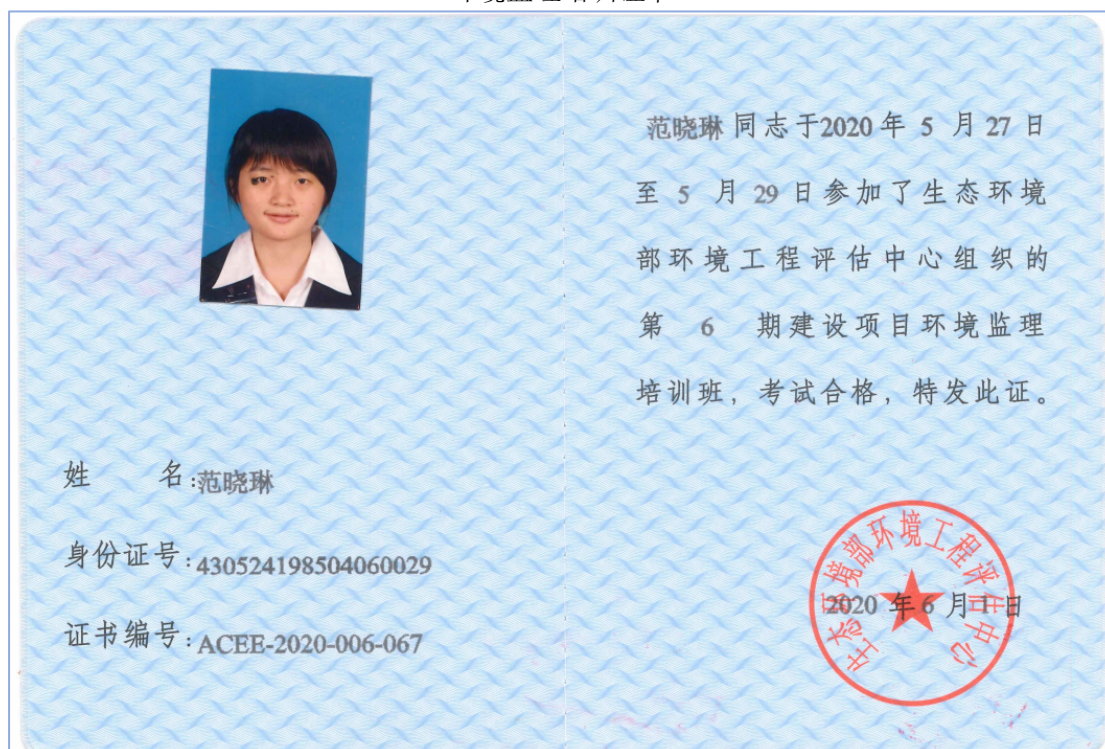 姓 名:范晓琳
身份证号:430524198504060029
证书编号:ACEE-2020-006-067
范晓琳同志于2020年 5 月 27 日
至 5 月 29 日参加了生态环境
部环境工程评估中心组织的
第 6 期建设项目环境监理
培训班，考试合格，特发此证。
生态环境部环境工程评估中心
2020 年 6 月 1 日